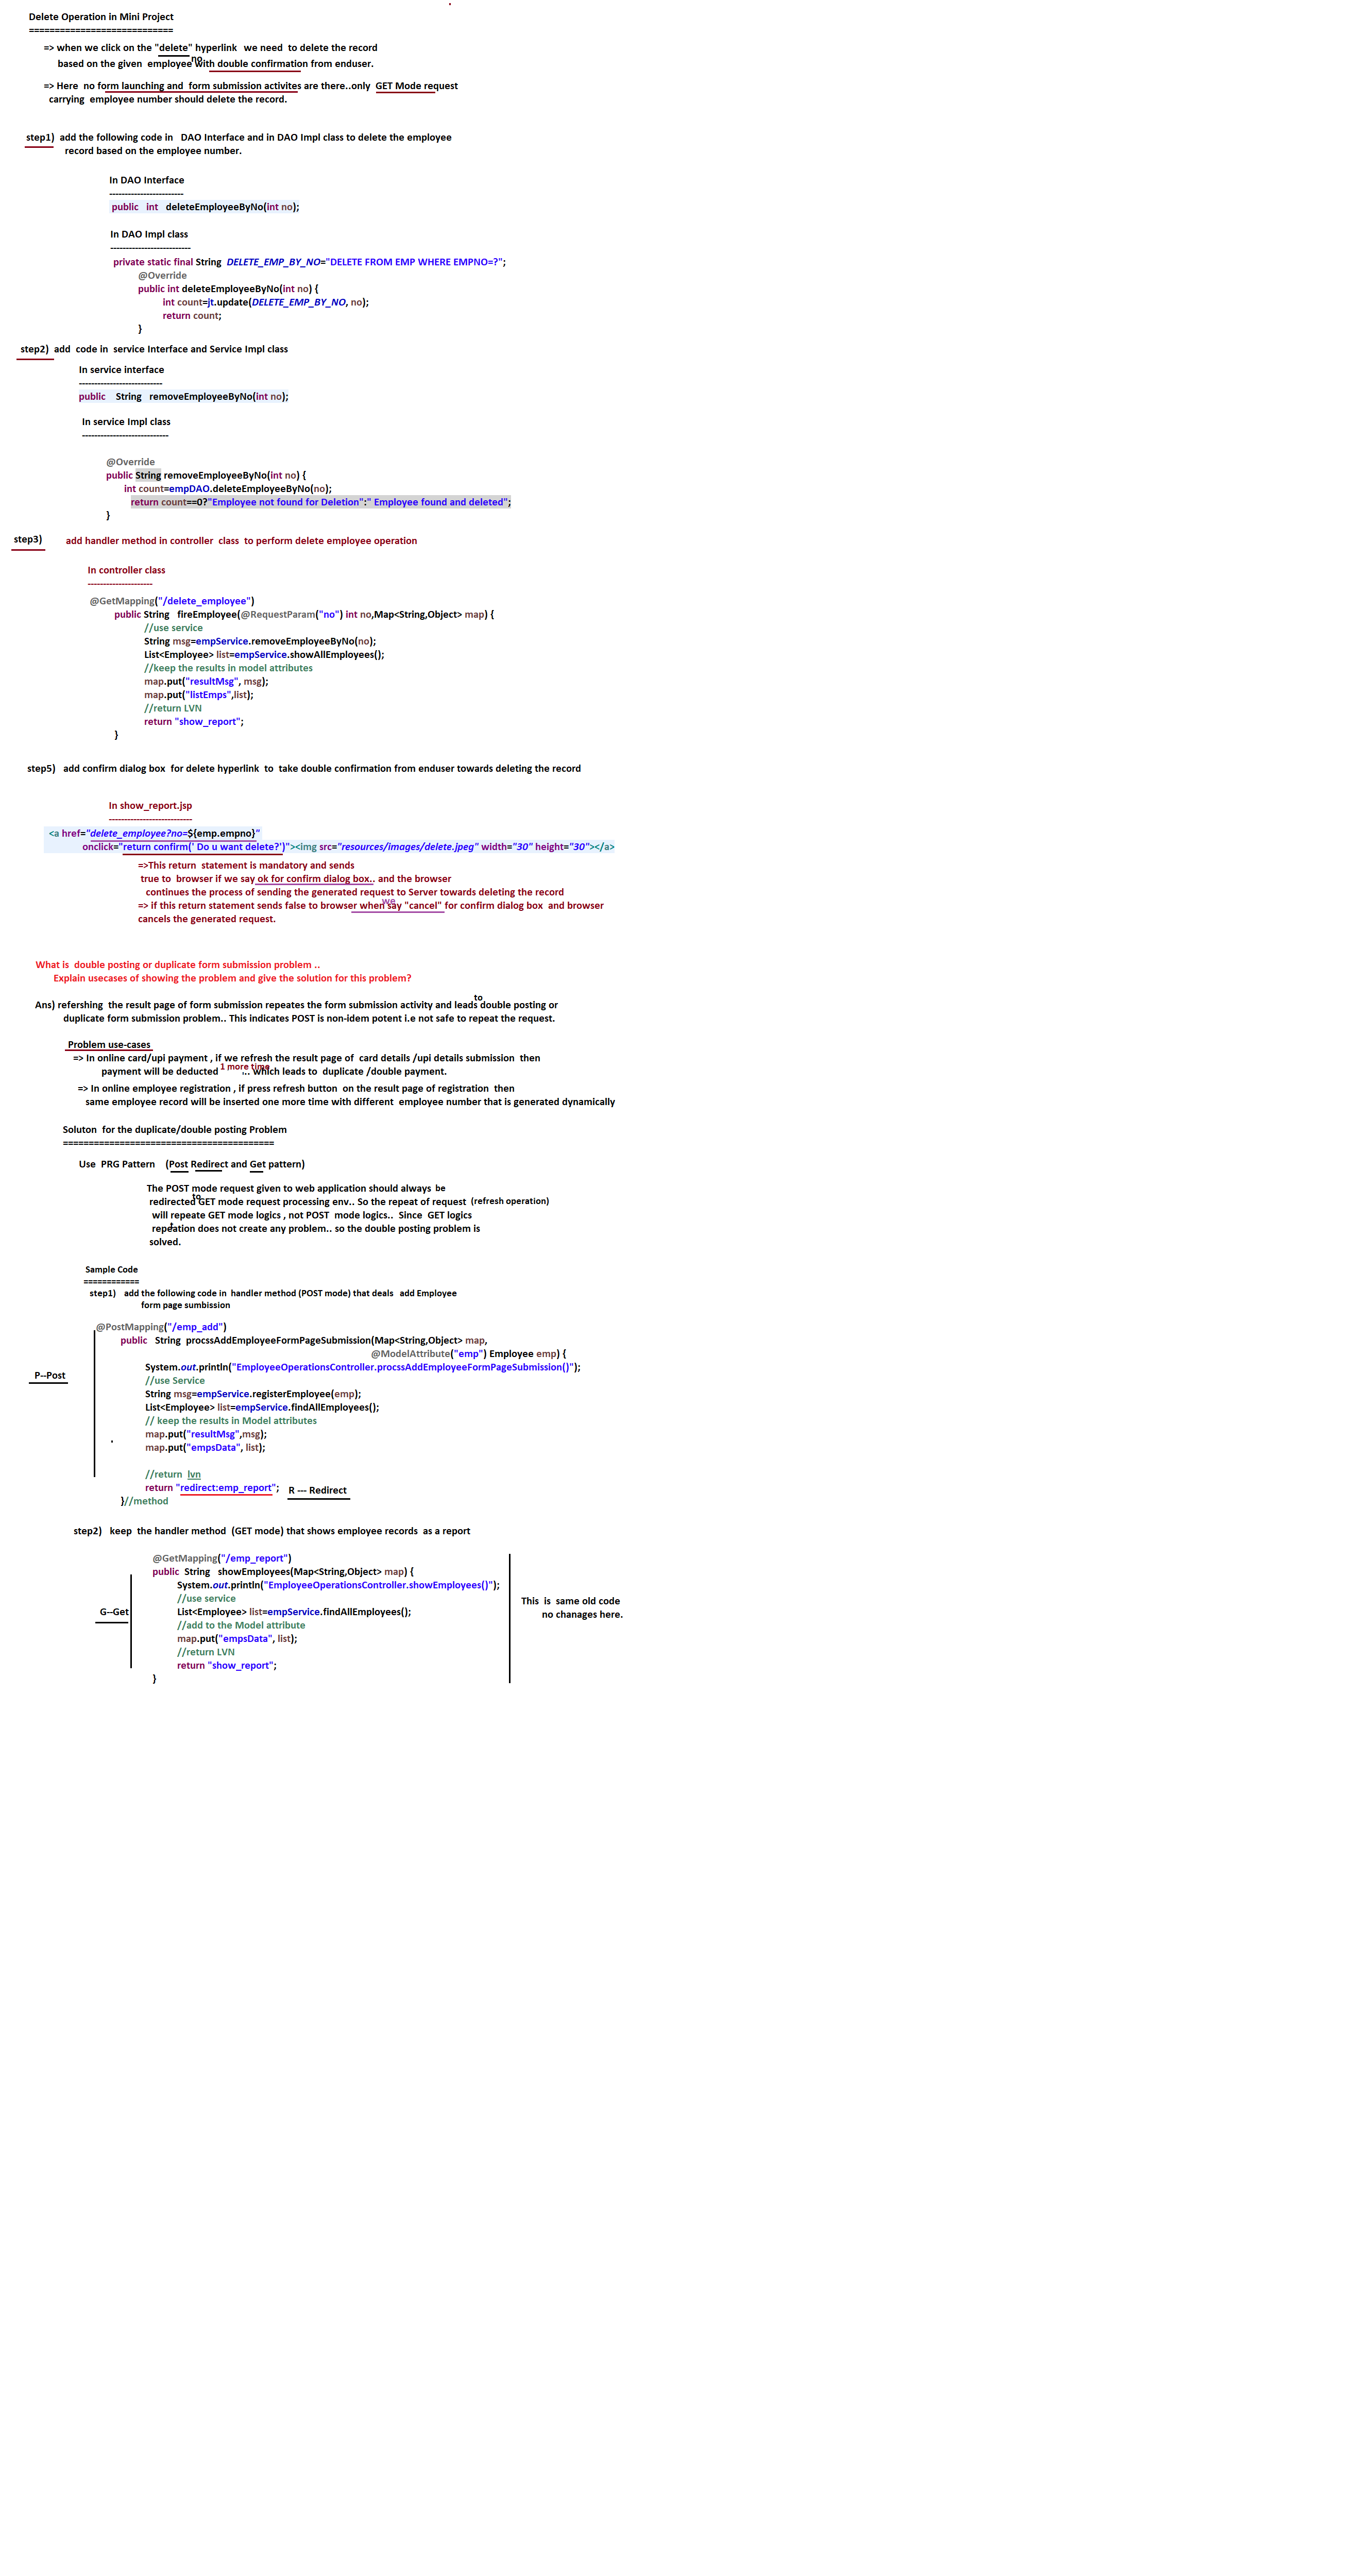 Delete Operation in Mini Project
============================
=> when we click on the "delete" hyperlink we need to delete the record
no
based on the given employee with double confirmation from enduser.
=> Here no form launching and form submission activites are there..only GET Mode request
carrying employee number should delete the record.
step1) add the following code in DAO Interface and in DAO Impl class to delete the employee
record based on the employee number.
In DAO Interface
------------------------
public int deleteEmployeeByNo(int no);
In DAO Impl class
--------------------------
private static final String DELETE_EMP_BY_NO="DELETE FROM EMP WHERE EMPNO=?";
@Override
public int deleteEmployeeByNo(int no) {
int count=jt.update(DELETE_EMP_BY_NO, no);
return count;
}
step2) add code in service Interface and Service Impl class
In service interface
---------------------------
public String removeEmployeeByNo(int no);
In service Impl class
----------------------------
@Override
public String removeEmployeeByNo(int no) {
int count=empDAO.deleteEmployeeByNo(no);
return count==0?"Employee not found for Deletion":" Employee found and deleted";
}
step3) add handler method in controller class to perform delete employee operation
In controller class
---------------------
@GetMapping("/delete_employee")
public String fireEmployee(@RequestParam("no") int no,Map<String,Object> map) {
//use service
String msg=empService.removeEmployeeByNo(no);
List<Employee> list=empService.showAllEmployees();
//keep the results in model attributes
map.put("resultMsg", msg);
map.put("listEmps",list);
//return LVN
return "show_report";
}
step5) add confirm dialog box for delete hyperlink to take double confirmation from enduser towards deleting the record
In show_report.jsp
---------------------------
<a href="delete_employee?no=${emp.empno}"
onclick="return confirm(' Do u want delete?')"><img src="resources/images/delete.jpeg" width="30" height="30"></a>
=>This return statement is mandatory and sends
true to browser if we say ok for confirm dialog box.. and the browser
continues the process of sending the generated request to Server towards deleting the record
we
=> if this return statement sends false to browser when say "cancel" for confirm dialog box and browser
cancels the generated request.
What is double posting or duplicate form submission problem ..
Explain usecases of showing the problem and give the solution for this problem?
to
Ans) refershing the result page of form submission repeates the form submission activity and leads double posting or
duplicate form submission problem.. This indicates POST is non-idem potent i.e not safe to repeat the request.
Problem use-cases
=> In online card/upi payment , if we refresh the result page of card details /upi details submission then
1 more time
payment will be deducted ... which leads to duplicate /double payment.
=> In online employee registration , if press refresh button on the result page of registration then
same employee record will be inserted one more time with different employee number that is generated dynamically
Soluton for the duplicate/double posting Problem
=========================================
Use PRG Pattern (Post Redirect and Get pattern)
The POST mode request given to web application should always be
to
redirected GET mode request processing env.. So the repeat of request (refresh operation)
will repeate GET mode logics , not POST mode logics.. Since GET logics
t
repeation does not create any problem.. so the double posting problem is
solved.
Sample Code
============
step1) add the following code in handler method (POST mode) that deals add Employee
form page sumbission
@PostMapping("/emp_add")
public String procssAddEmployeeFormPageSubmission(Map<String,Object> map,
@ModelAttribute("emp") Employee emp) {
System.out.println("EmployeeOperationsController.procssAddEmployeeFormPageSubmission()");
P--Post
//use Service
String msg=empService.registerEmployee(emp);
List<Employee> list=empService.findAllEmployees();
// keep the results in Model attributes
map.put("resultMsg",msg);
map.put("empsData", list);
//return lvn
return "redirect:emp_report"; R --- Redirect
}//method
step2) keep the handler method (GET mode) that shows employee records as a report
@GetMapping("/emp_report")
public String showEmployees(Map<String,Object> map) {
System.out.println("EmployeeOperationsController.showEmployees()");
//use service
G--Get
List<Employee> list=empService.findAllEmployees();
//add to the Model attribute
map.put("empsData", list);
//return LVN
return "show_report";
}
This is same old code
no chanages here.